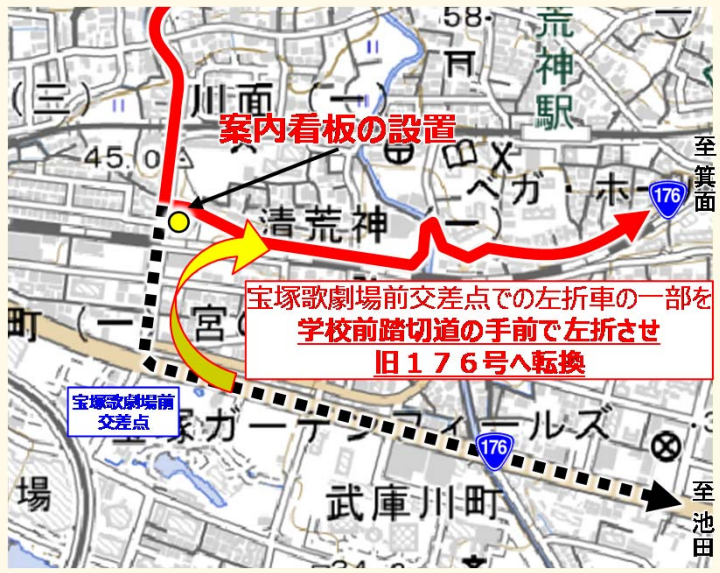 58.
荒神駅
(三)
川面(一)
案内看板の設置
至箕面
45.0
ベガ・ホー
176
清荒神(一)
宝塚歌劇場前交差点での左折車の一部を
学校前踏切道の手前で左折させ
旧176号へ転換
町(一)
宮の
宝塚歌劇場前
交差点
宝塚ガーデンフィールズ
176
場
武庫川町
至池田